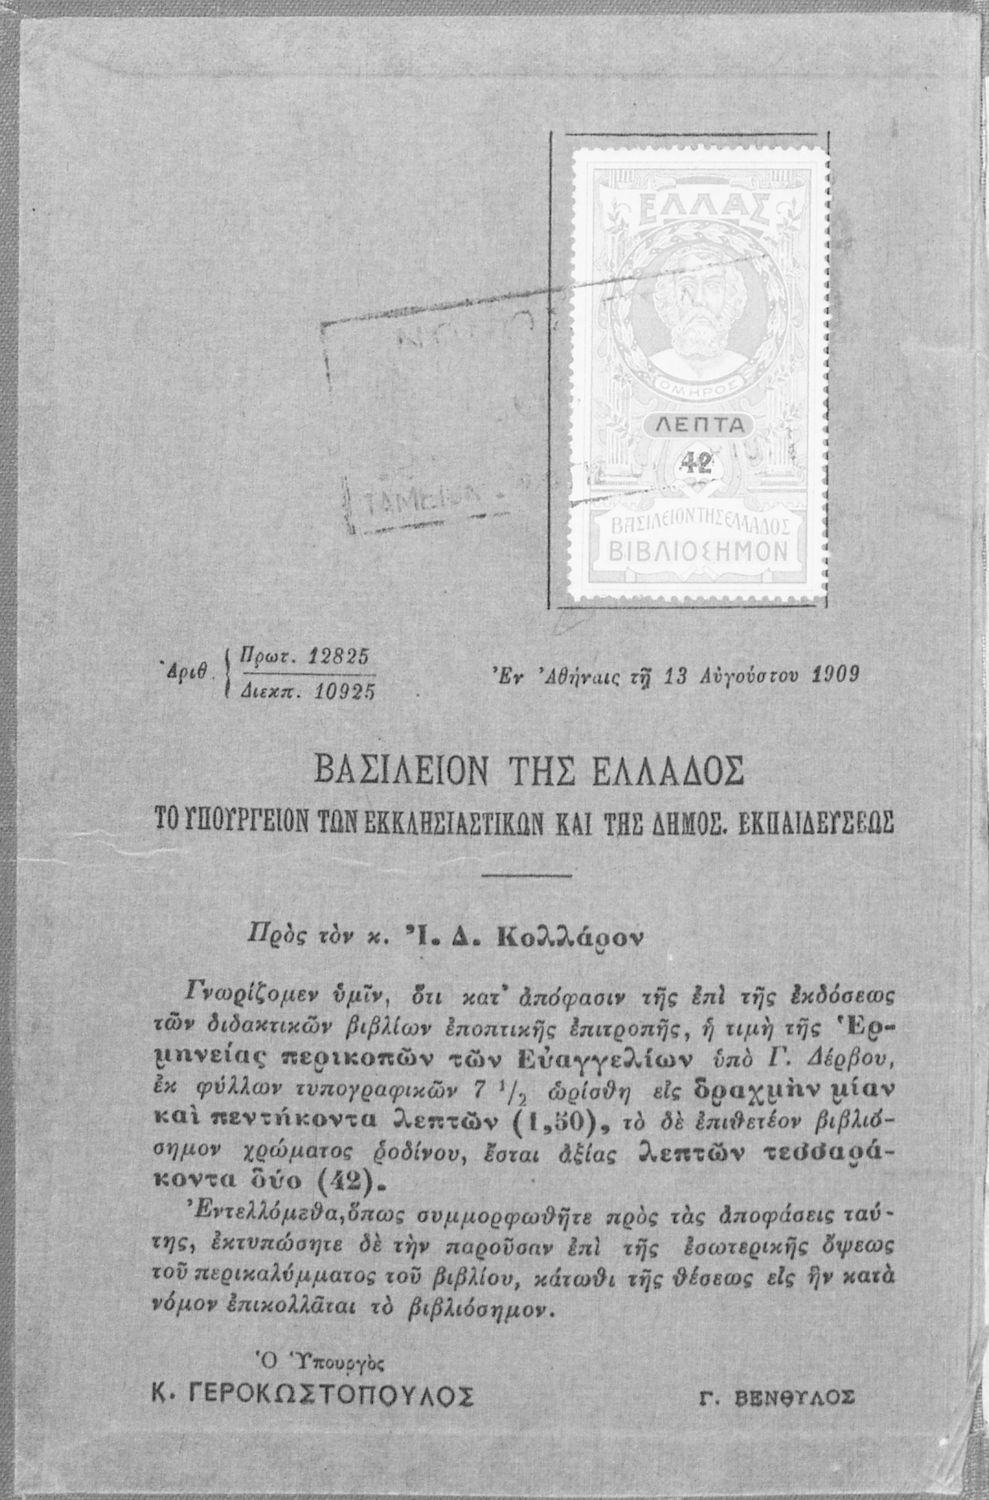 ΕΛΛΑΣ
ΟΜΗΡΟΣ
ΛΕΠΤΑ
42
ΒΑΣΙΛΕΙΟΝ ΤΗΣ ΕΛΛΑΔΟΣ
ΒΙΒΛΙΟΣΗΜΟΝ
Ἀριθ. { Πρωτ. 12825
Διεκπ. 10925
Ἐν Ἀθήναις τῇ 13 Αὐγούστου 1909
ΒΑΣΙΛΕΙΟΝ ΤΗΣ ΕΛΛΑΔΟΣ
ΤΟ ΥΠΟΥΡΓΕΙΟΝ ΤΩΝ ΕΚΚΛΗΣΙΑΣΤΙΚΩΝ ΚΑΙ ΤΗΣ ΔΗΜΟΣ. ΕΚΠΑΙΔΕΥΣΕΩΣ
Πρὸς τὸν κ. Ἰ. Δ. Κολλάρον
Γνωρίζομεν ὑμῖν, ὅτι κατ' ἀπόφασιν τῆς ἐπὶ τῆς ἐκδόσεως
τῶν διδακτικῶν βιβλίων ἐποπτικῆς ἐπιτροπῆς, ἡ τιμὴ τῆς Ἑρ-
μηνείας περικοπῶν τῶν Εὐαγγελίων ὑπὸ Γ. Δέρβου,
ἐκ φύλλων τυπογραφικῶν 7 1/2 ὡρίσθη εἰς δραχμὴν μίαν
καὶ πεντήκοντα λεπτῶν (1,50), τὸ δὲ ἐπιθετέον βιβλιό-
σημον χρώματος ῥοδίνου, ἔσται ἀξίας λεπτῶν τεσσαρά-
κοντα δύο (42).
Ἐντελλόμεθα, ὅπως συμμορφωθῆτε πρὸς τὰς ἀποφάσεις ταύ-
της, ἐκτυπώσητε δὲ τὴν παροῦσαν ἐπὶ τῆς ἐσωτερικῆς ὄψεως
τοῦ περικαλύμματος τοῦ βιβλίου, κάτωθι τῆς θέσεως εἰς ἣν κατὰ
νόμον ἐπικολλᾶται τὸ βιβλιόσημον.
Ὁ Ὑπουργὸς
Κ. ΓΕΡΟΚΩΣΤΟΠΟΥΛΟΣ
Γ. ΒΕΝΘΥΛΟΣ